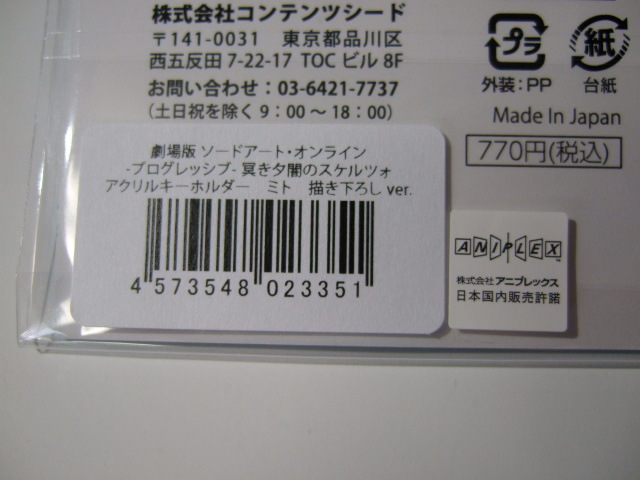 株式会社コンテンツシード
〒141-0031 東京都品川区
西五反田 7-22-17 TOC ビル 8F
お問い合わせ:03-6421-7737
(土日祝を除く 9:00 ~ 18:00)
プラ
外装:PP
紙
台紙
Made In Japan
770円(税込)
劇場版 ソードアート・オンライン
-プログレッシブ- 冥き夕闇のスケルツォ
アクリルキーホルダー ミト 描き下ろし ver.
4 573548 023351
ANIPLEX
株式会社 アニプレックス
日本国内販売許諾